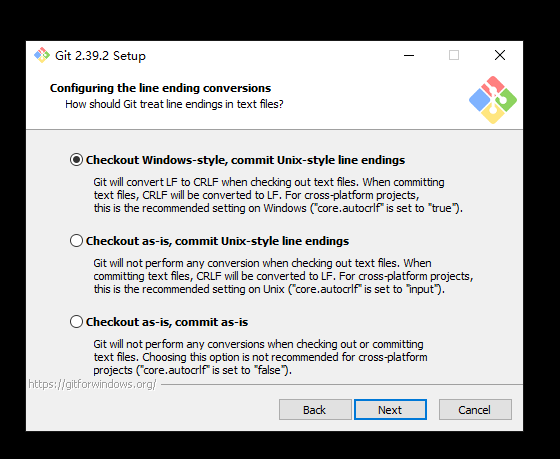 Git 2.39.2 Setup
Configuring the line ending conversions
How should Git treat line endings in text files?
Checkout Windows-style, commit Unix-style line endings
Git will convert LF to CRLF when checking out text files. When committing
text files, CRLF will be converted to LF. For cross-platform projects,
this is the recommended setting on Windows ("core.autocrlf" is set to "true").
Checkout as-is, commit Unix-style line endings
Git will not perform any conversion when checking out text files. When
committing text files, CRLF will be converted to LF. For cross-platform projects,
this is the recommended setting on Unix ("core.autocrlf" is set to "input").
Checkout as-is, commit as-is
Git will not perform any conversions when checking out or committing
text files. Choosing this option is not recommended for cross-platform
projects ("core.autocrlf" is set to "false").
https://gitforwindows.org/
Back
Next
Cancel